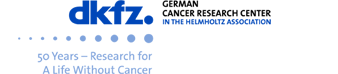 dkfz.
GERMAN
CANCER RESEARCH CENTER
IN THE HELMHOLTZ ASSOCIATION
50 Years – Research for
A Life Without Cancer